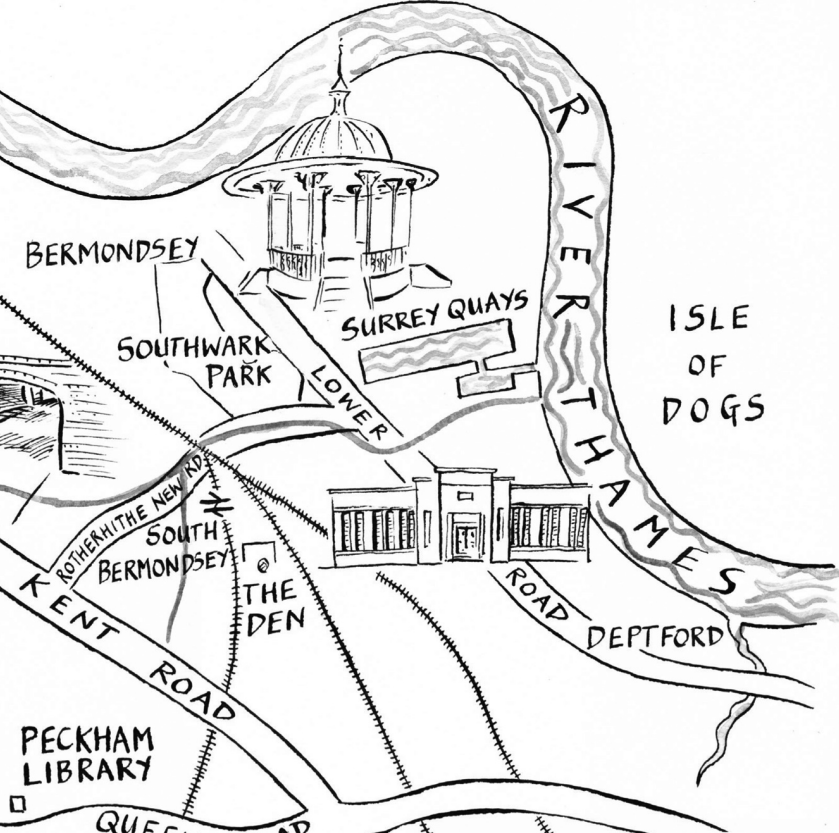 RIVER THAMES
BERMONDSEY
SURREY QUAYS
ISLE
OF
DOGS
SOUTHWARK
PARK
LOWER
ROAD
ROTHERHITHE NEW RD
SOUTH
BERMONDSEY
THE
DEN
KENT ROAD
DEPTFORD
PECKHAM
LIBRARY